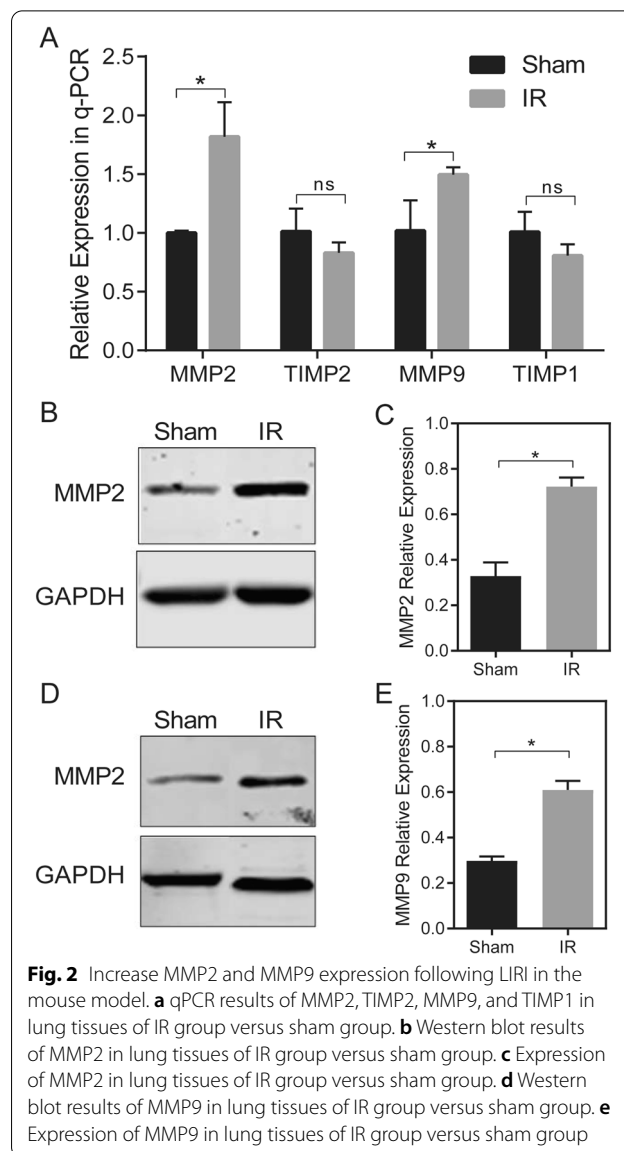 A
Relative Expression in q-PCR
2.5
2.0
1.5
1.0
0.5
0.0
Sham
IR
*
ns
*
ns
MMP2 TIMP2 MMP9 TIMP1
B
Sham IR
MMP2
GAPDH
C
MMP2 Relative Expression
1.0
0.8
0.6
0.4
0.2
0.0
*
Sham IR
D
Sham IR
MMP2
GAPDH
E
MMP9 Relative Expression
1.0
0.8
0.6
0.4
0.2
0.0
*
Sham IR
Fig. 2 Increase MMP2 and MMP9 expression following LIRI in the
mouse model. a qPCR results of MMP2, TIMP2, MMP9, and TIMP1 in
lung tissues of IR group versus sham group. b Western blot results
of MMP2 in lung tissues of IR group versus sham group. c Expression
of MMP2 in lung tissues of IR group versus sham group. d Western
blot results of MMP9 in lung tissues of IR group versus sham group. e
Expression of MMP9 in lung tissues of IR group versus sham group